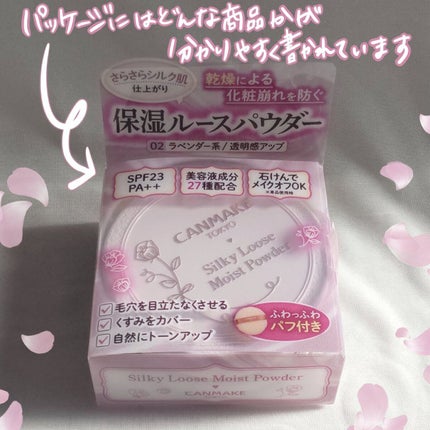 パッケージにはどんな商品かが
分かりやすく書かれています
さらさらシルク肌
仕上がり
乾燥による
化粧崩れを防ぐ
保湿ルースパウダー
02 ラベンダー系/透明感アップ
SPF23
PA++
美容液成分
27種配合
石けんで
メイクオフOK
CANMAKE
TOKYO
Silky Loose
Moist Powder
毛穴を目立たなくさせる
くすみをカバー
自然にトーンアップ
ふわっふわ
パフ付き
Silky Loose Moist Powder
CANMAKE